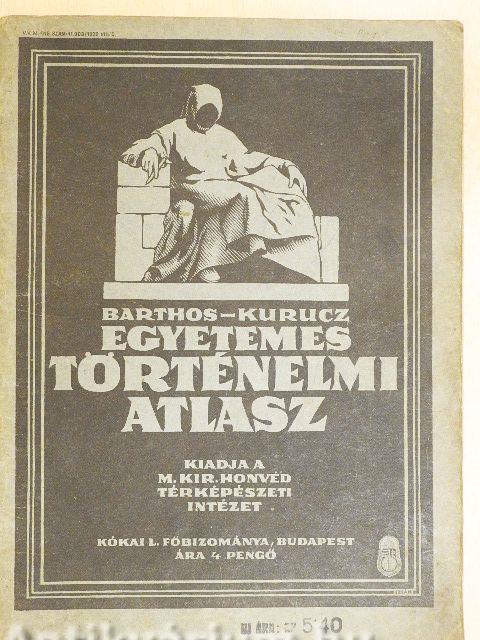 BARTHOS–KURUCZ
EGYETEMES
TÖRTÉNELMI
ATLASZ
KIADJA A
M. KIR. HONVÉD
TÉRKÉPÉSZETI
INTÉZET
KÓKAI L. FŐBIZOMÁNYA, BUDAPEST
ÁRA 4 PENGŐ
UJ ÁRA: 5'40